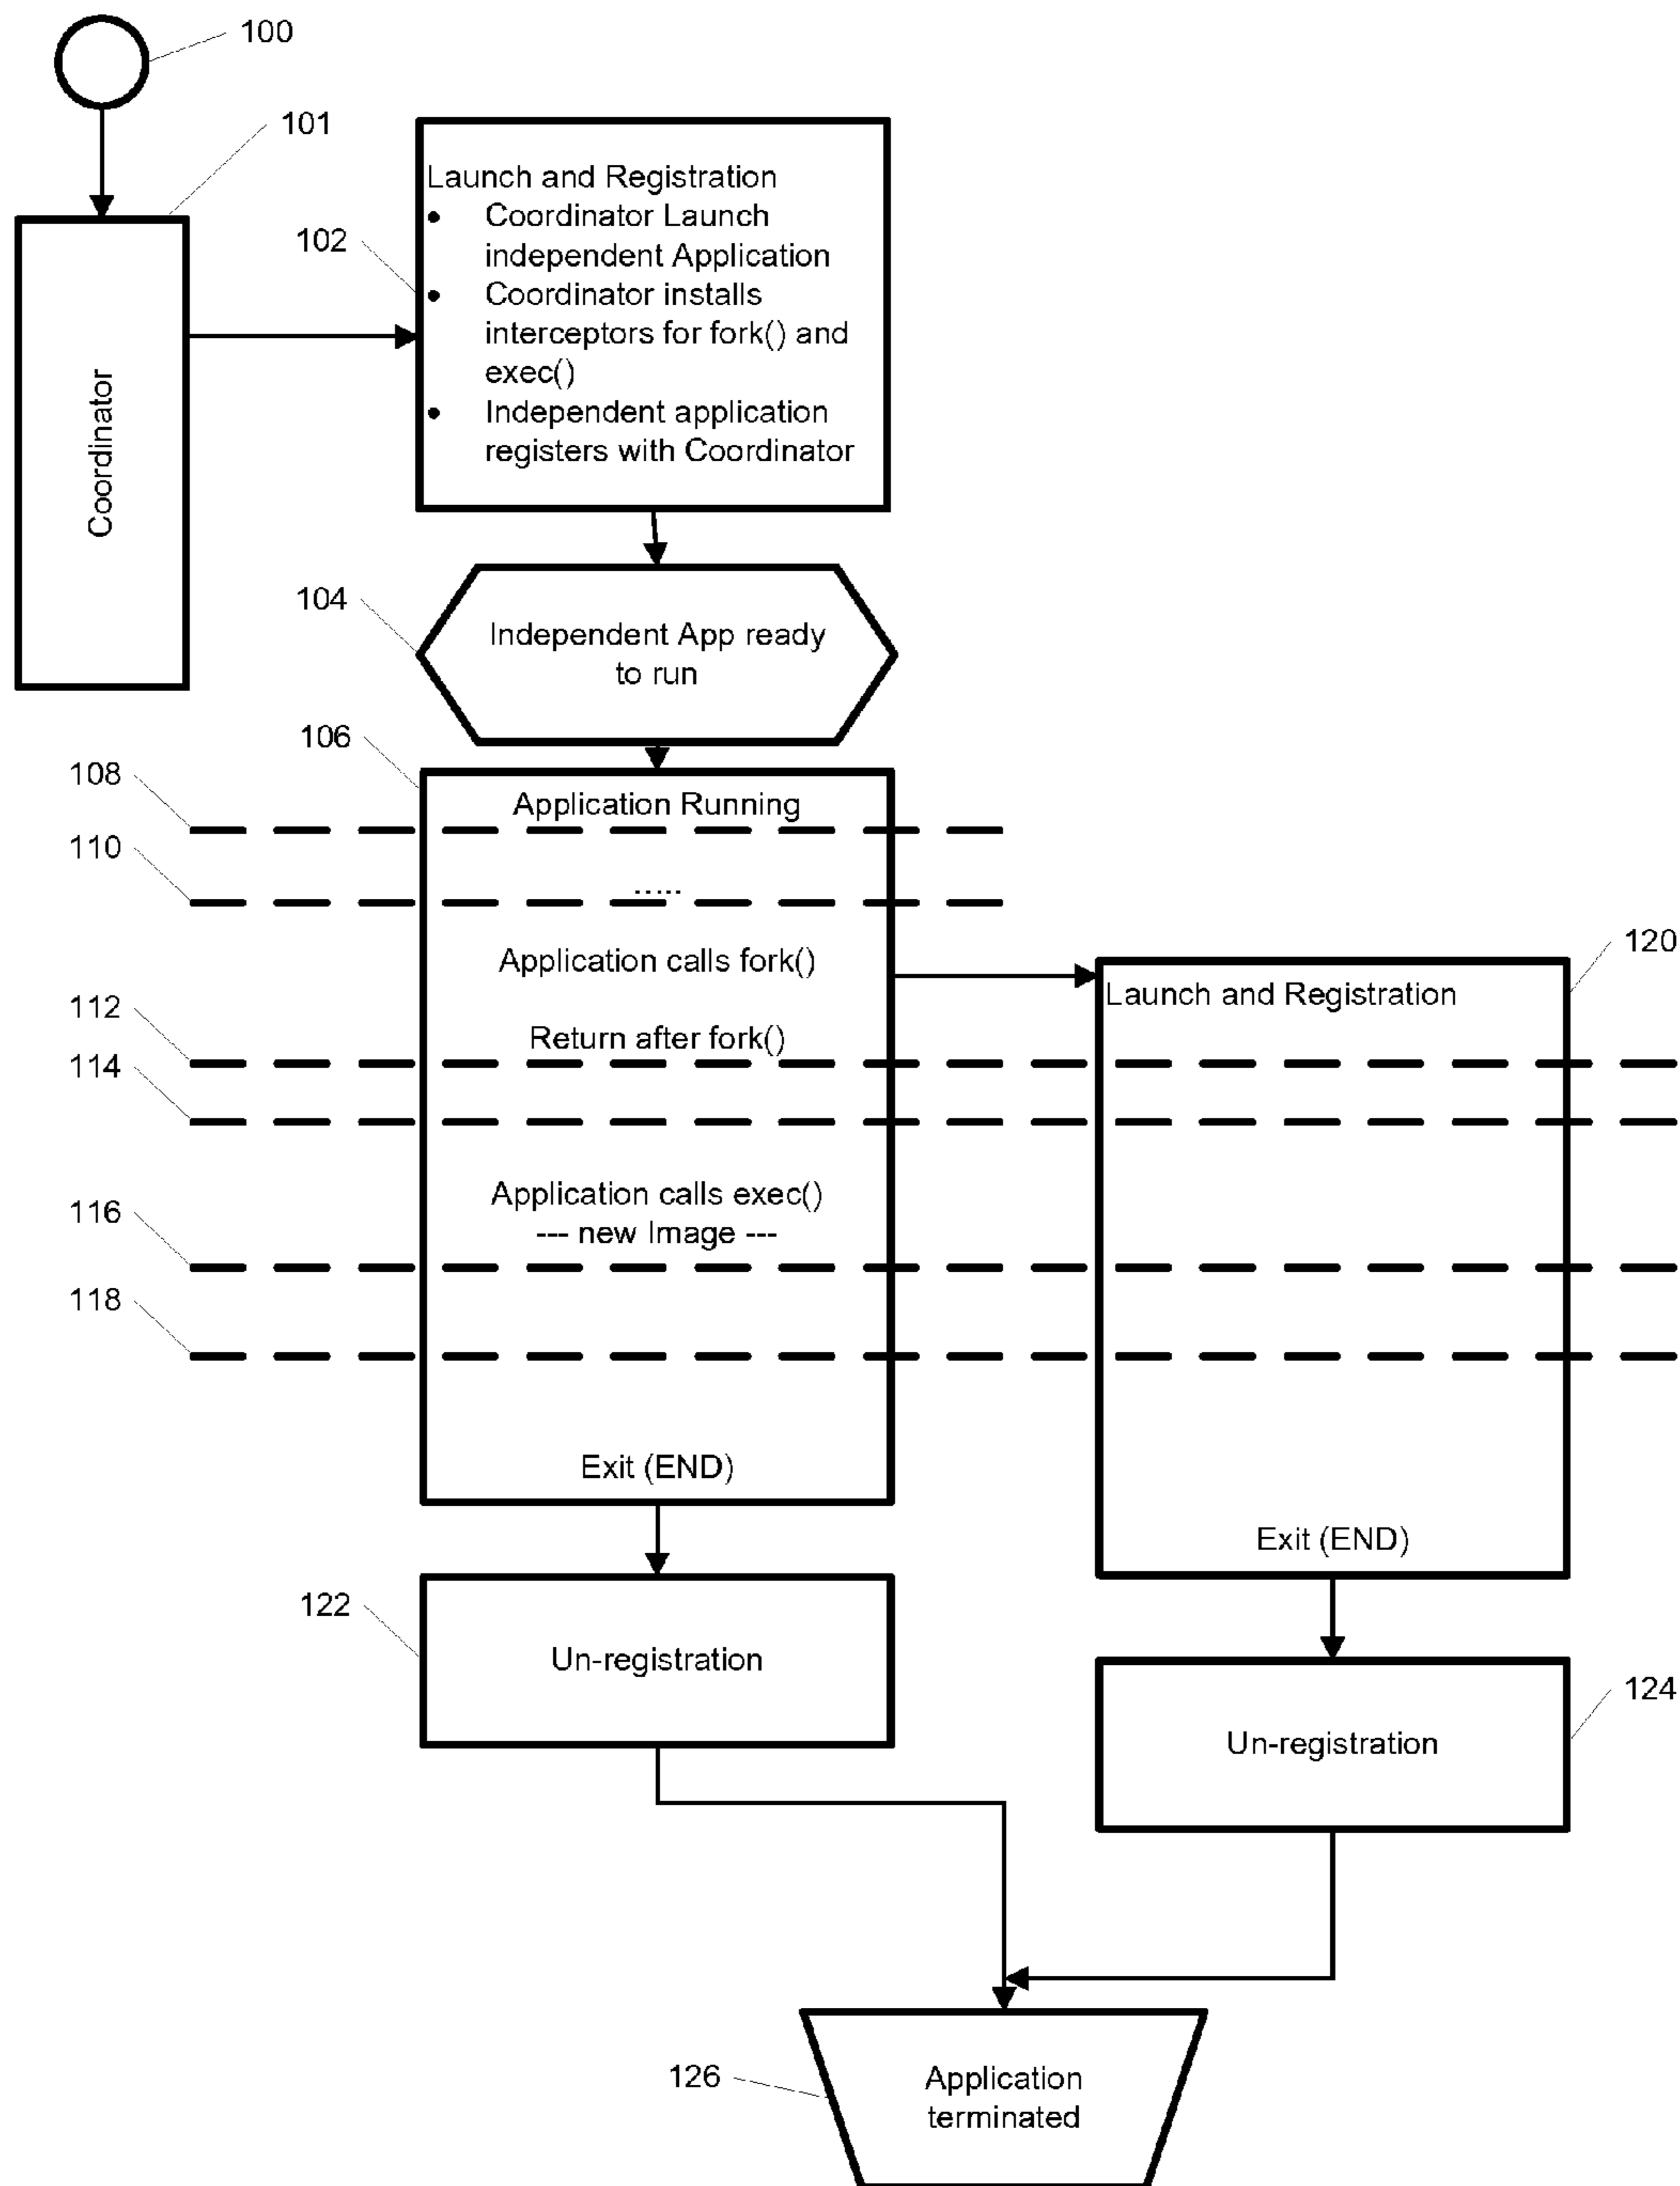 100
101
Coordinator
Launch and Registration
• Coordinator Launch
independent Application
• Coordinator installs
interceptors for fork() and
exec()
• Independent application
registers with Coordinator
102
104
Independent App ready
to run
106
108
110
112
114
116
118
Application Running
.....
Application calls fork()
Return after fork()
Application calls exec()
--- new Image ---
Exit (END)
120
Launch and Registration
Exit (END)
122
Un-registration
124
Un-registration
126
Application
terminated